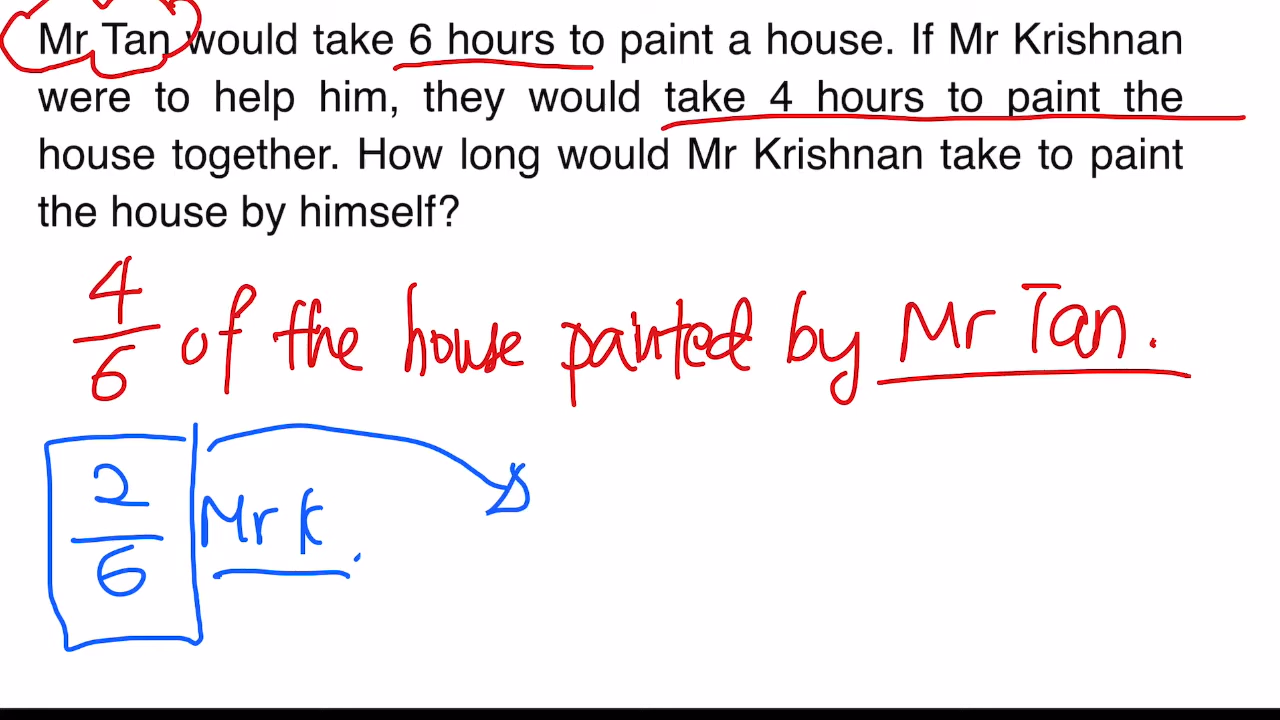 Mr Tan would take 6 hours to paint a house. If Mr Krishnan
were to help him, they would take 4 hours to paint the
house together. How long would Mr Krishnan take to paint
the house by himself?
4/6 of the house painted by Mr Tan.
2/6 Mr K.